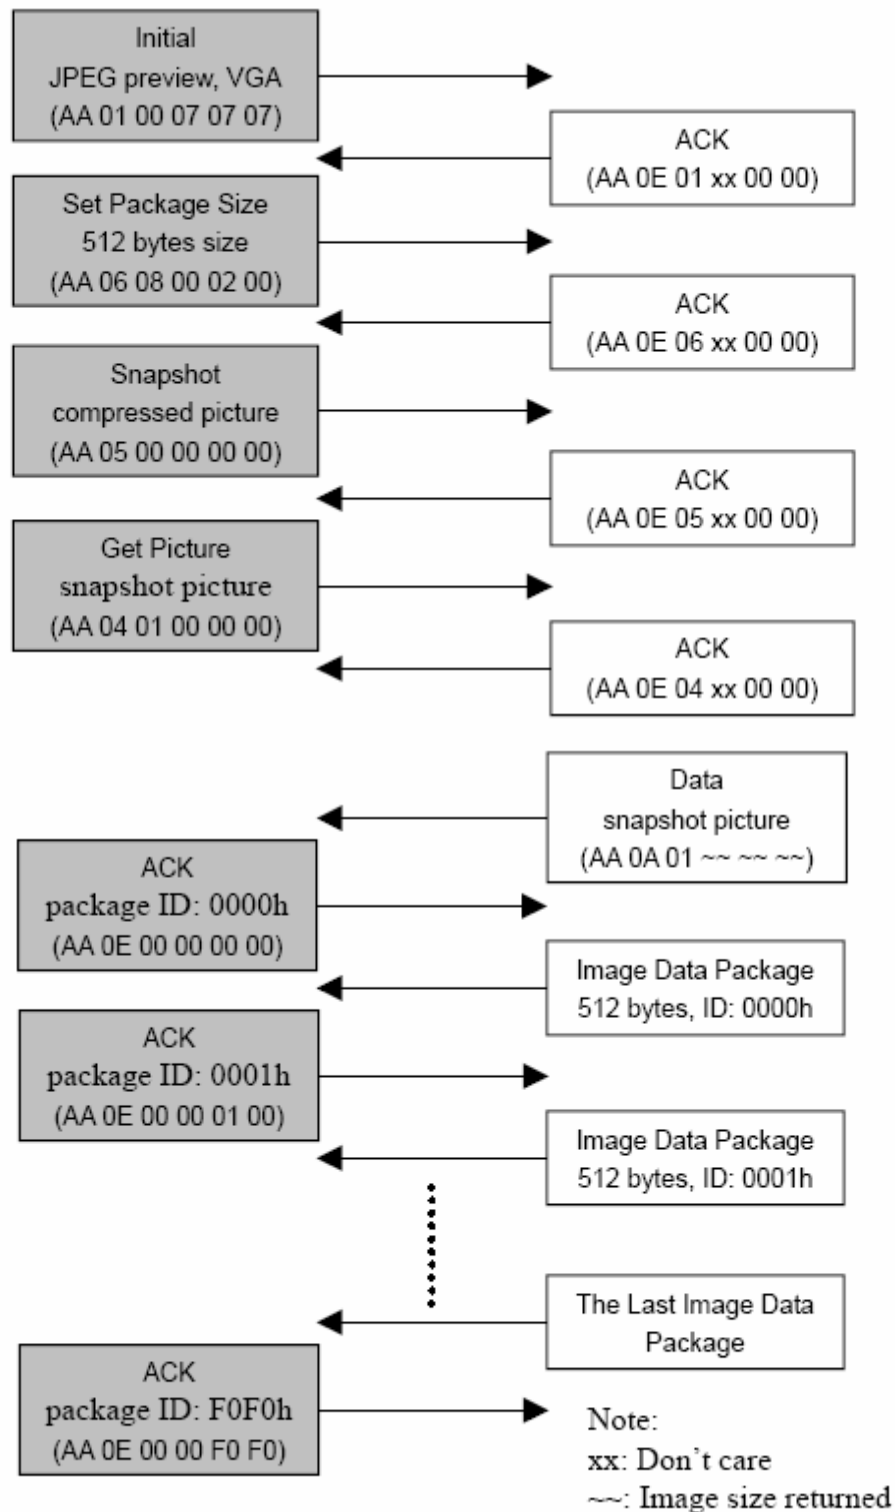 Initial
JPEG preview, VGA
(AA 01 00 07 07 07)
ACK
(AA 0E 01 xx 00 00)
Set Package Size
512 bytes size
(AA 06 08 00 02 00)
ACK
(AA 0E 06 xx 00 00)
Snapshot
compressed picture
(AA 05 00 00 00 00)
ACK
(AA 0E 05 xx 00 00)
Get Picture
snapshot picture
(AA 04 01 00 00 00)
ACK
(AA 0E 04 xx 00 00)
Data
snapshot picture
(AA 0A 01 ~~ ~~ ~~)
ACK
package ID: 0000h
(AA 0E 00 00 00 00)
Image Data Package
512 bytes, ID: 0000h
ACK
package ID: 0001h
(AA 0E 00 00 01 00)
Image Data Package
512 bytes, ID: 0001h
The Last Image Data
Package
ACK
package ID: F0F0h
(AA 0E 00 00 F0 F0)
Note:
xx: Don't care
~~: Image size returned